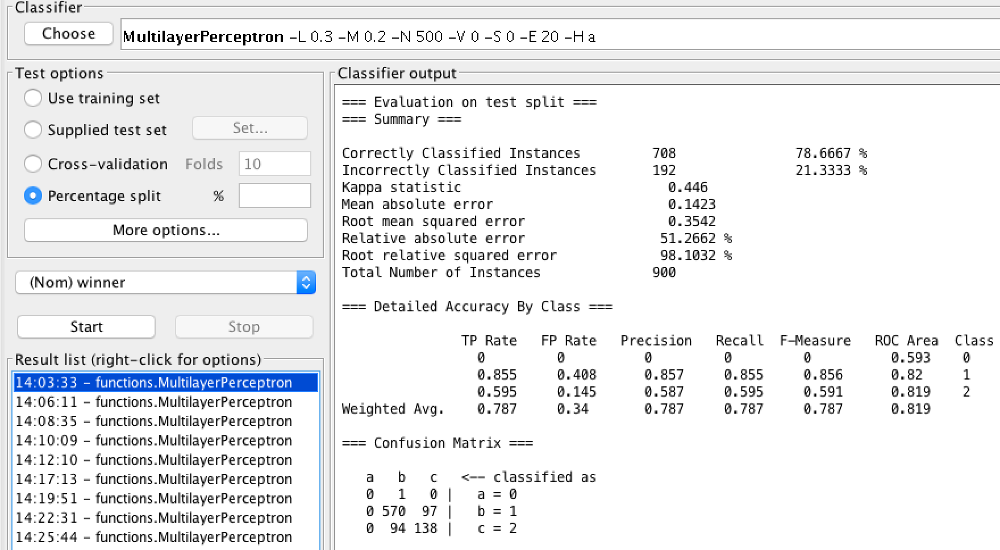 Classifier
Choose
MultilayerPerceptron -L 0.3 -M 0.2 -N 500 -V 0 -S 0 -E 20 -H a
Test options
Use training set
Supplied test set Set...
Cross-validation Folds 10
Percentage split %
More options...
(Nom) winner
Start Stop
Result list (right-click for options)
14:03:33 - functions.MultilayerPerceptron
14:06:11 - functions.MultilayerPerceptron
14:08:35 - functions.MultilayerPerceptron
14:10:09 - functions.MultilayerPerceptron
14:12:10 - functions.MultilayerPerceptron
14:17:13 - functions.MultilayerPerceptron
14:19:51 - functions.MultilayerPerceptron
14:22:31 - functions.MultilayerPerceptron
14:25:44 - functions.MultilayerPerceptron
Classifier output
=== Evaluation on test split ===
=== Summary ===
Correctly Classified Instances 708 78.6667 %
Incorrectly Classified Instances 192 21.3333 %
Kappa statistic 0.446
Mean absolute error 0.1423
Root mean squared error 0.3542
Relative absolute error 51.2662 %
Root relative squared error 98.1032 %
Total Number of Instances 900
=== Detailed Accuracy By Class ===
TP Rate FP Rate Precision Recall F-Measure ROC Area Class
0 0 0 0 0 0.593 0
0.855 0.408 0.857 0.855 0.856 0.82 1
0.595 0.145 0.587 0.595 0.591 0.819 2
Weighted Avg. 0.787 0.34 0.787 0.787 0.787 0.819
=== Confusion Matrix ===
a b c <-- classified as
0 1 0 | a = 0
0 570 97 | b = 1
0 94 138 | c = 2